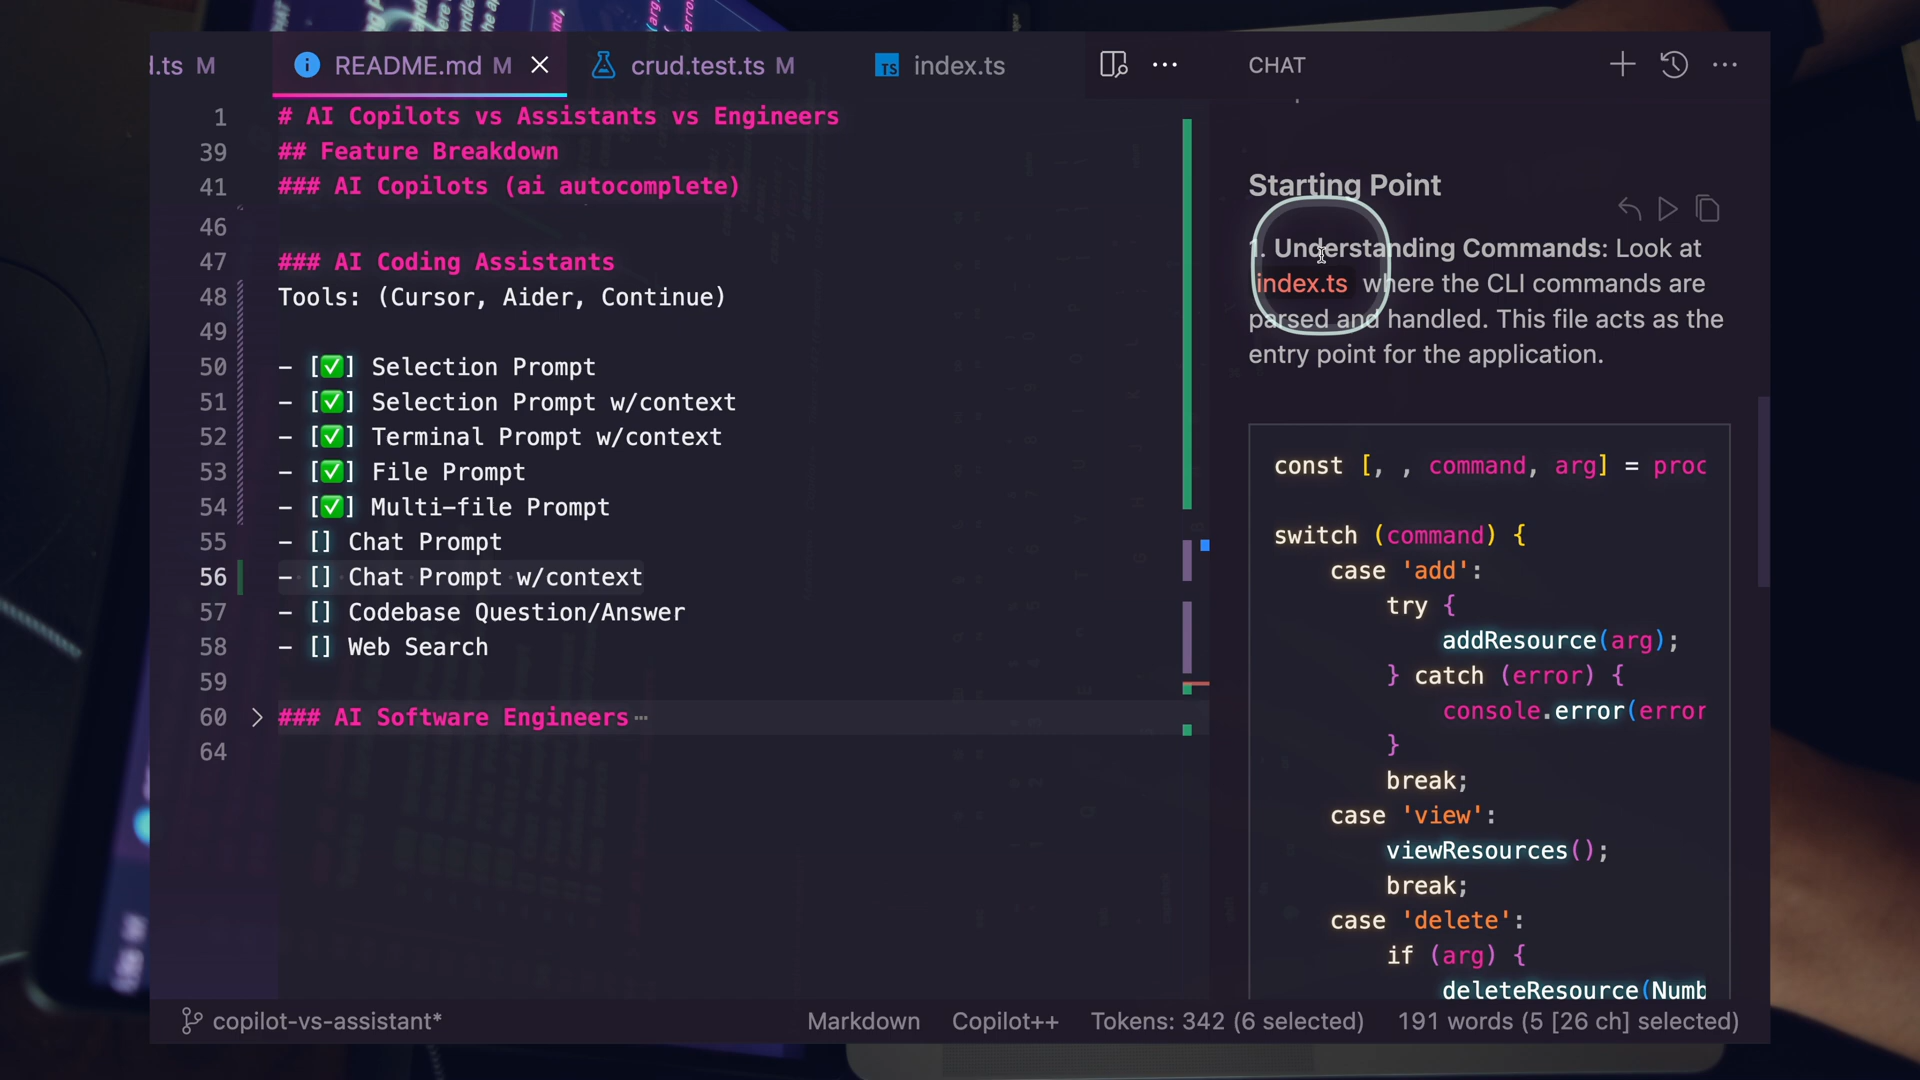 .ts M
README.md M
crud.test.ts M
TS index.ts
CHAT
1 # AI Copilots vs Assistants vs Engineers
39 ## Feature Breakdown
41 ### AI Copilots (ai autocomplete)
46
47 ### AI Coding Assistants
48 Tools: (Cursor, Aider, Continue)
49
50 - [✅] Selection Prompt
51 - [✅] Selection Prompt w/context
52 - [✅] Terminal Prompt w/context
53 - [✅] File Prompt
54 - [✅] Multi-file Prompt
55 - [] Chat Prompt
56 - [] Chat Prompt w/context
57 - [] Codebase Question/Answer
58 - [] Web Search
59
60 ### AI Software Engineers
64
Starting Point
1. Understanding Commands: Look at
index.ts where the CLI commands are
parsed and handled. This file acts as the
entry point for the application.
const [, , command, arg] = proc
switch (command) {
case 'add':
try {
addResource(arg);
} catch (error) {
console.error(error
}
break;
case 'view':
viewResources();
break;
case 'delete':
if (arg) {
deleteResource(Numb
copilot-vs-assistant*
Markdown
Copilot++
Tokens: 342 (6 selected)
191 words (5 [26 ch] selected)